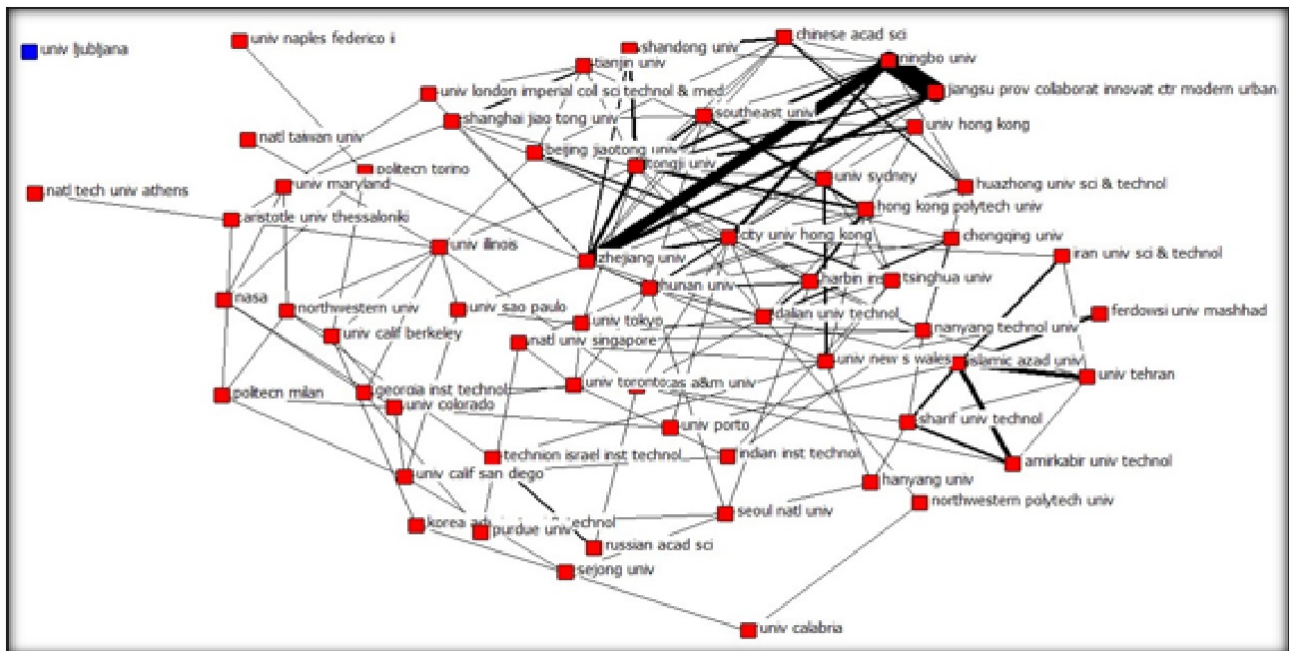 chinese acad sci
univ naples federico ii
shandong univ
univ ljubljana
ningbo univ
tianjin univ
univ london imperial coll sci technol & med
jiangsu prov collaborat innovat ctr modern urban
southeast univ
shanghai jiao tong univ
univ hong kong
natl taiwan univ
beijing jiaotong univ
tongji univ
politecn torino
univ sydney
univ maryland
huazhong univ sci & technol
natl tech univ athens
hong kong polytech univ
aristotle univ thessaloniki
city univ hong kong
chongqing univ
univ illinois
iran univ sci & technol
zhejiang univ
harbin ins
tsinghua univ
hunan univ
nasa
northwestern univ
univ sao paulo
ferdowsi univ mashhad
dalian univ technol
univ tokyo
nanyang technol univ
univ calif berkeley
natl univ singapore
univ new s wales
islamic azad univ
univ tehran
univ toronto
as a&m univ
georgia inst technol
politecn milan
univ colorado
sharif univ technol
univ porto
technion israel inst technol
indian inst technol
amirkabir univ technol
univ calif san diego
hanyang univ
northwestern polytech univ
seoul natl univ
korea technol
purdue univ
russian acad sci
sejong univ
univ calabria